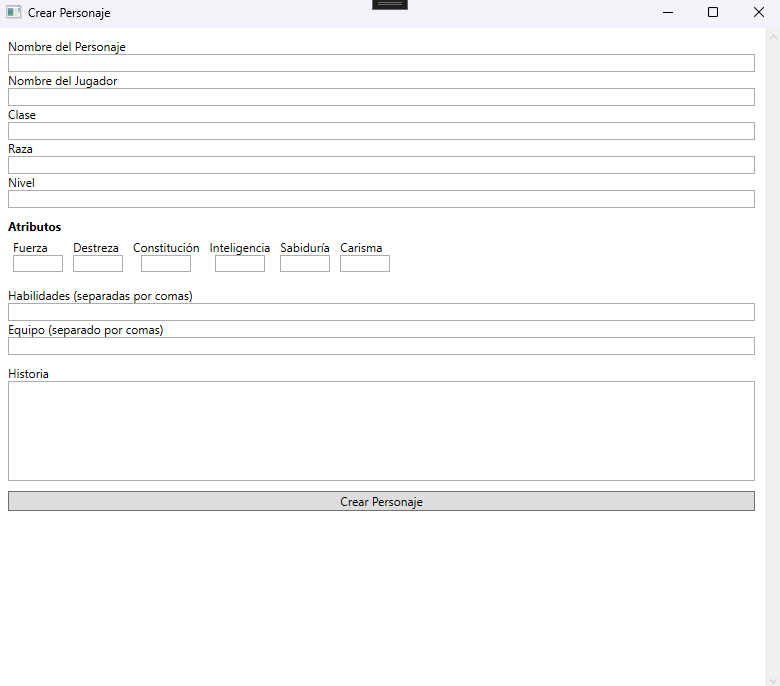 Crear Personaje
Nombre del Personaje
Nombre del Jugador
Clase
Raza
Nivel
Atributos
Fuerza Destreza Constitución Inteligencia Sabiduría Carisma
Habilidades (separadas por comas)
Equipo (separado por comas)
Historia
Crear Personaje